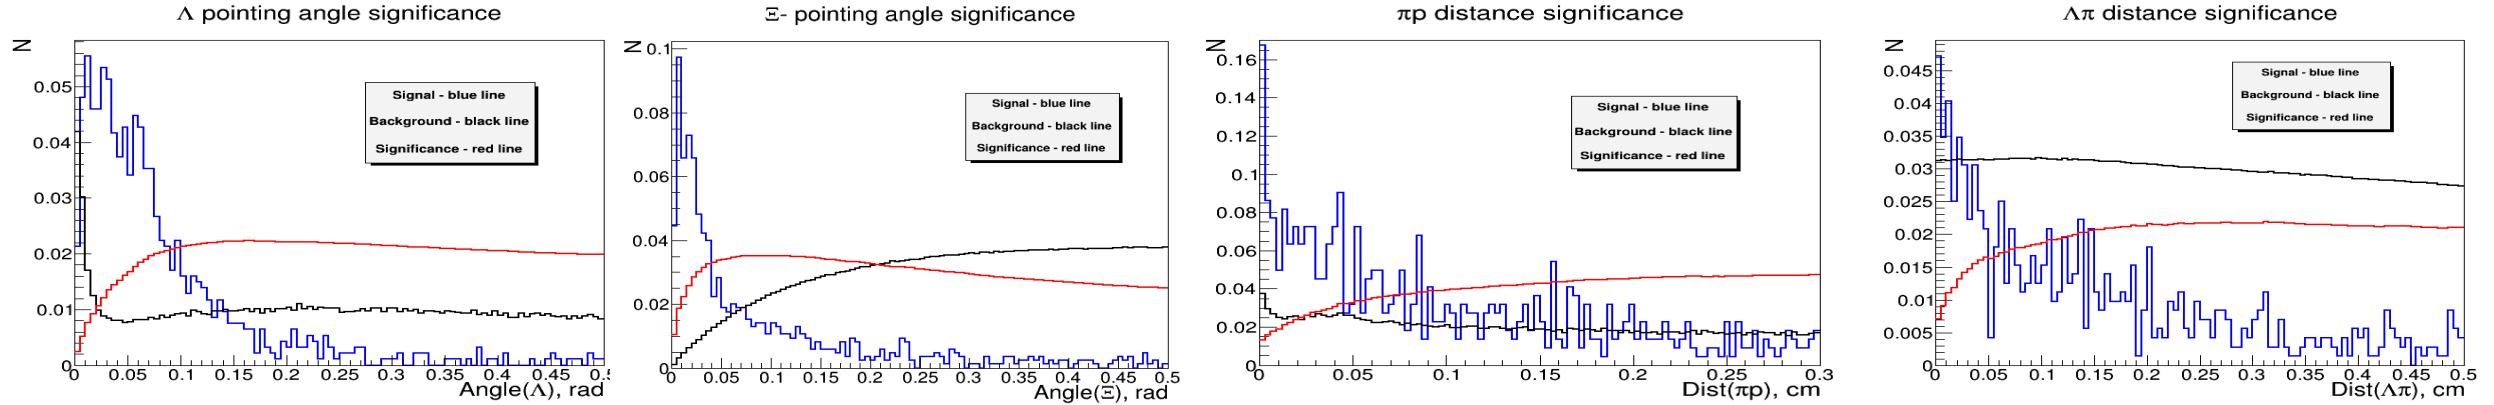 Λ pointing angle significance
N
0.05
0.04
0.03
0.02
0.01
0
Signal - blue line
Background - black line
Significance - red line
0 0.05 0.1 0.15 0.2 0.25 0.3 0.35 0.4 0.45
Angle(Λ), rad
Ξ- pointing angle significance
N
0.1
0.08
0.06
0.04
0.02
0
Signal - blue line
Background - black line
Significance - red line
0 0.05 0.1 0.15 0.2 0.25 0.3 0.35 0.4 0.45 0.5
Angle(Ξ), rad
πp distance significance
N
0.16
0.14
0.12
0.1
0.08
0.06
0.04
0.02
0
Signal - blue line
Background - black line
Significance - red line
0 0.05 0.1 0.15 0.2 0.25 0.3
Dist(πp), cm
Λπ distance significance
N
0.045
0.04
0.035
0.03
0.025
0.02
0.015
0.01
0.005
0
Signal - blue line
Background - black line
Significance - red line
0 0.05 0.1 0.15 0.2 0.25 0.3 0.35 0.4 0.45 0.5
Dist(Λπ), cm